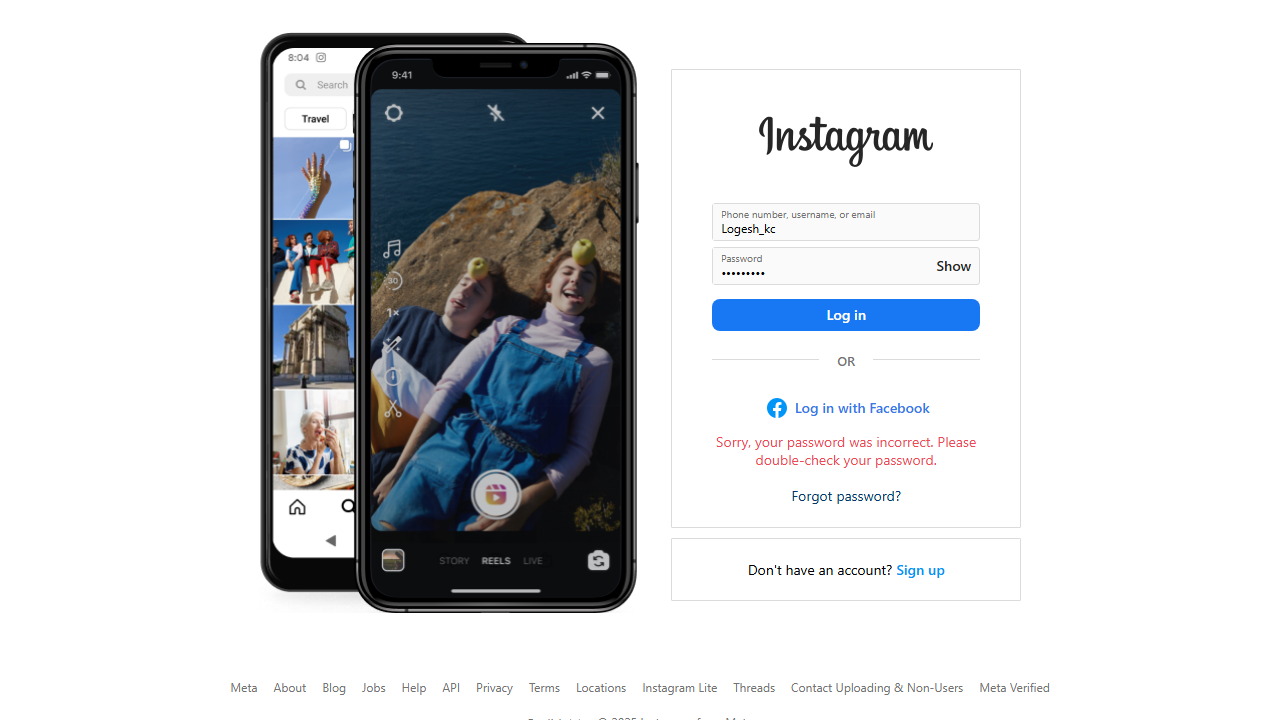 8:04
Search
Travel
9:41
30
1×
STORY REELS LIVE
Instagram
Phone number, username, or email
Logesh_kc
Password
•••••••••
Show
Log in
OR
Log in with Facebook
Sorry, your password was incorrect. Please
double-check your password.
Forgot password?
Don't have an account? Sign up
Meta About Blog Jobs Help API Privacy Terms Locations Instagram Lite Threads Contact Uploading & Non-Users Meta Verified